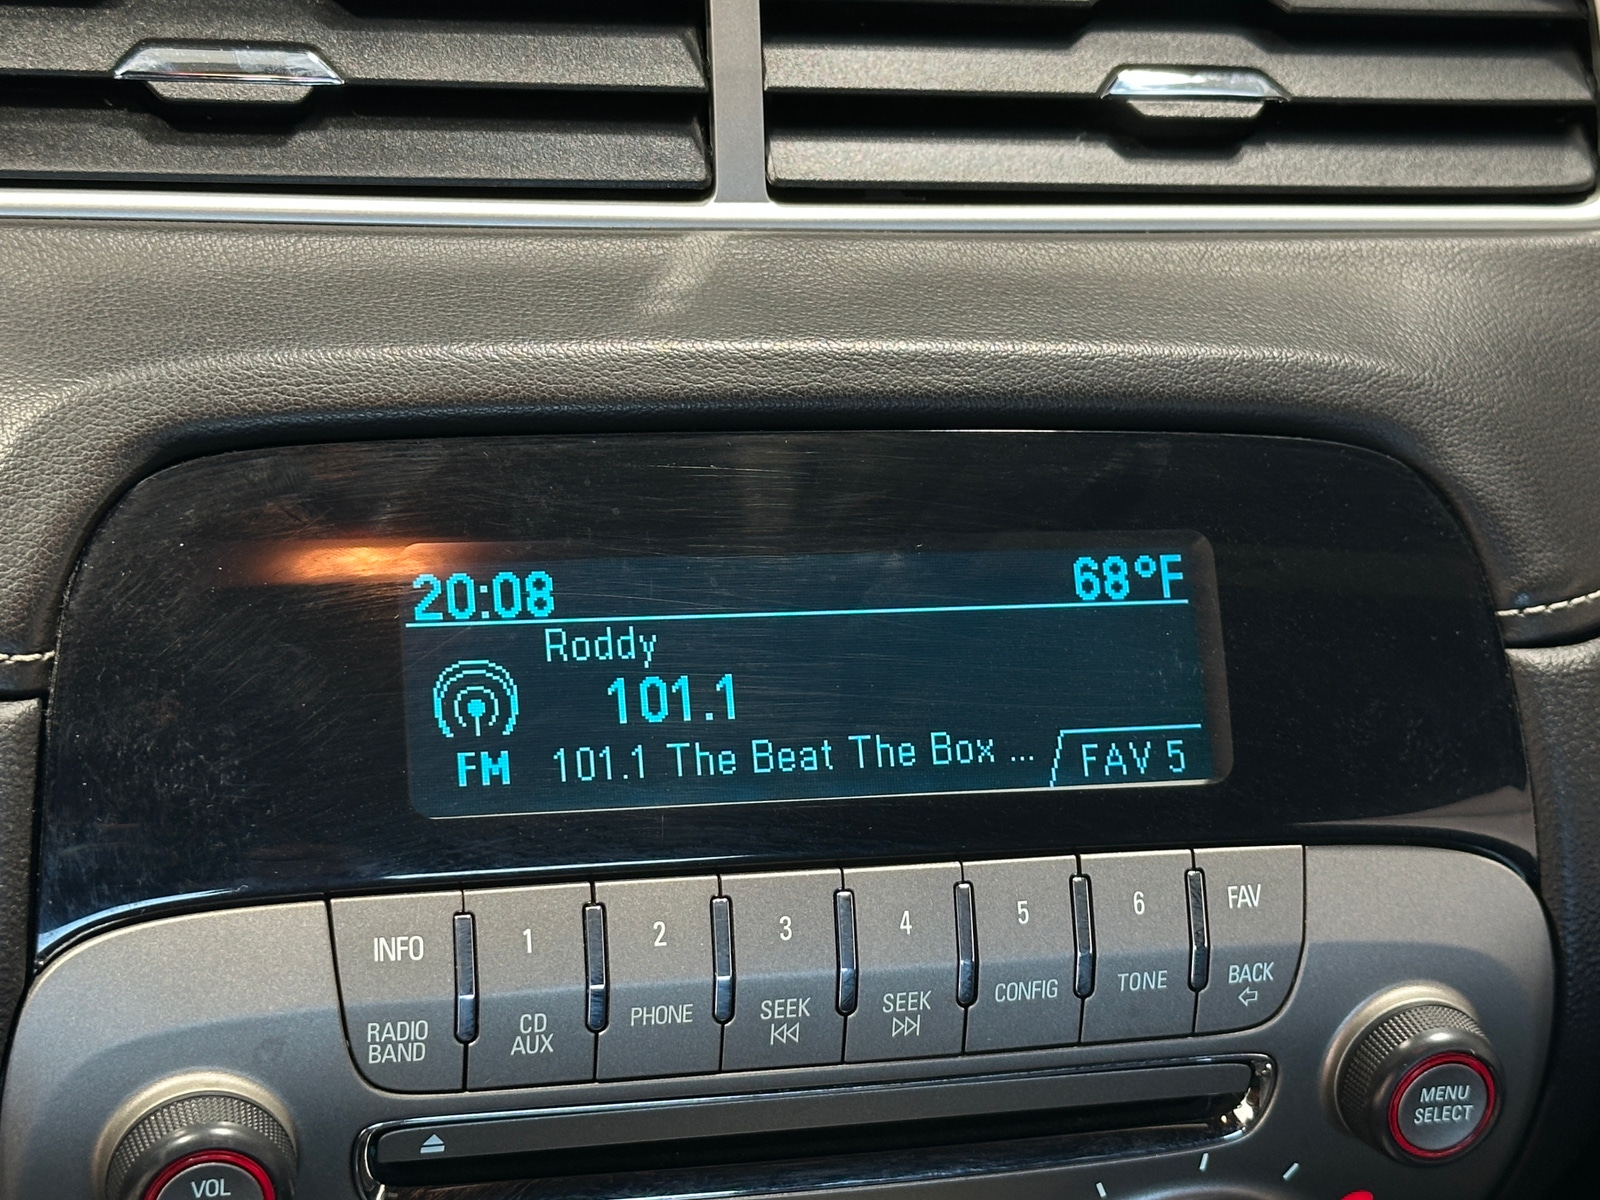 20:08 68°F
Roddy
101.1
FM 101.1 The Beat The Box ... FAV 5
INFO 1 2 3 4 5 6 FAV
RADIO BAND
CD AUX
PHONE
SEEK
SEEK
CONFIG
TONE
BACK
VOL
MENU
SELECT